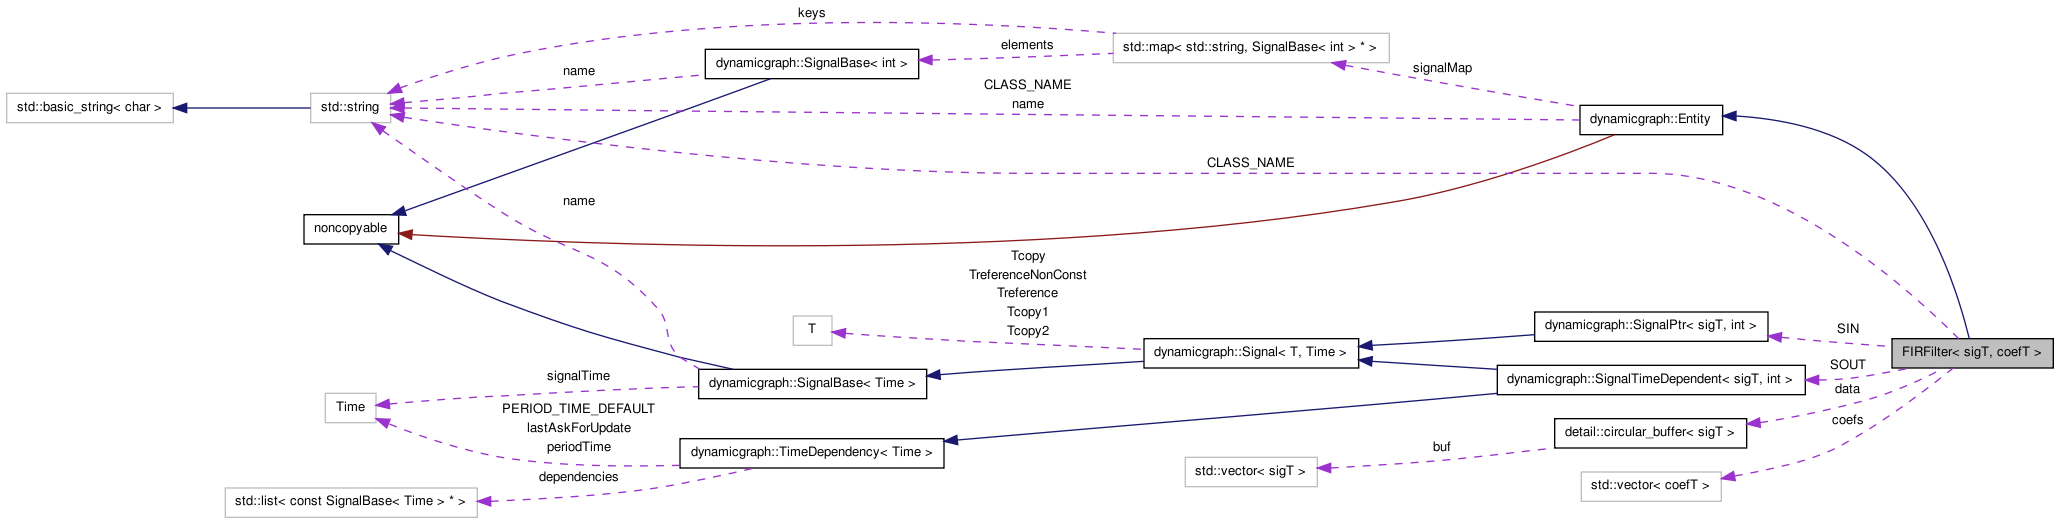 keys
std::map< std::string, SignalBase< int > * >
elements
dynamicgraph::SignalBase< int >
name
signalMap
CLASS_NAME
name
std::basic_string< char >
std::string
dynamicgraph::Entity
CLASS_NAME
name
noncopyable
Tcopy
TreferenceNonConst
Treference
Tcopy1
Tcopy2
T
dynamicgraph::SignalPtr< sigT, int >
SIN
dynamicgraph::Signal< T, Time >
FIRFilter< sigT, coefT >
SOUT
signalTime
dynamicgraph::SignalBase< Time >
dynamicgraph::SignalTimeDependent< sigT, int >
data
Time
PERIOD_TIME_DEFAULT
lastAskForUpdate
periodTime
coefs
detail::circular_buffer< sigT >
dynamicgraph::TimeDependency< Time >
buf
std::vector< sigT >
dependencies
std::vector< coefT >
std::list< const SignalBase< Time > * >